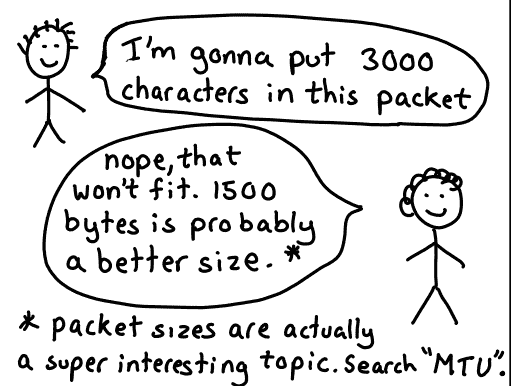 I'm gonna put 3000
characters in this packet
nope, that
won't fit. 1500
bytes is probably
a better size. *
* packet sizes are actually
a super interesting topic. Search "MTU".